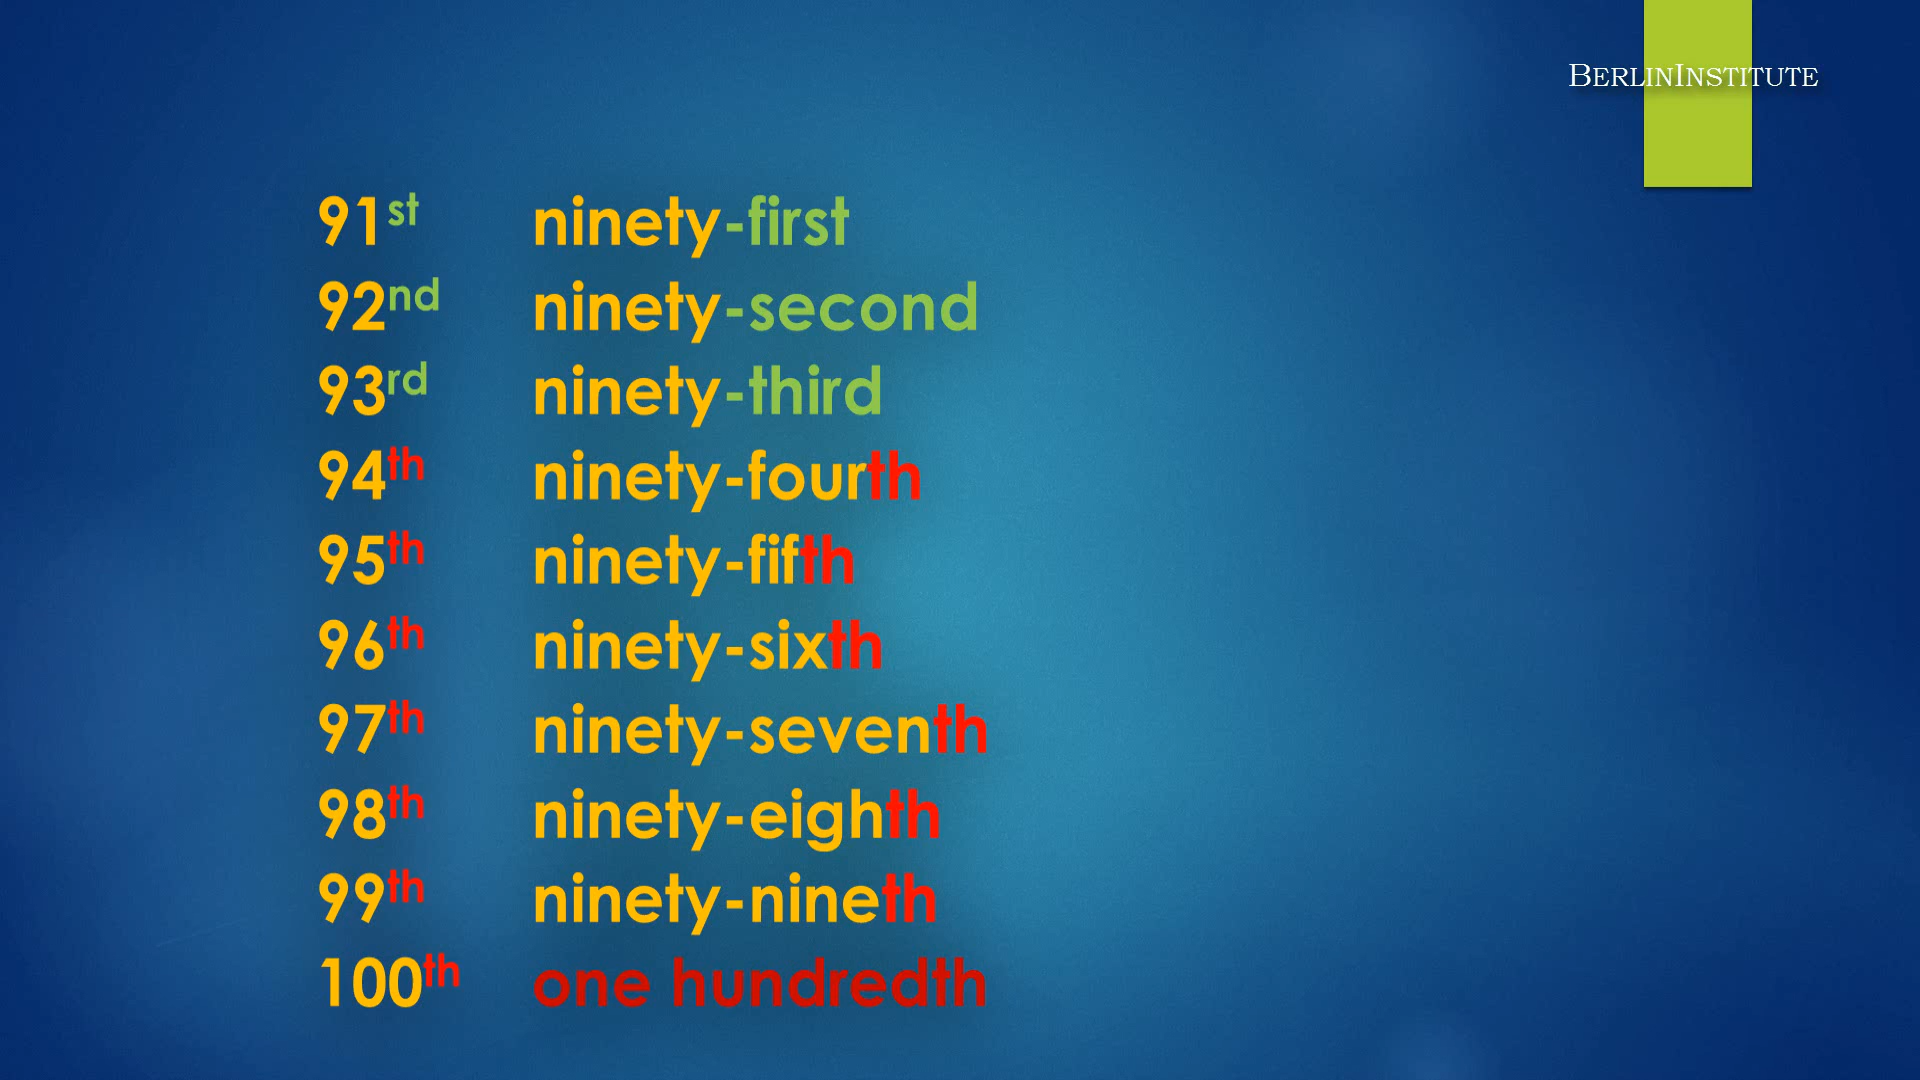 BERLININSTITUTE
91st ninety-first
92nd ninety-second
93rd ninety-third
94th ninety-fourth
95th ninety-fifth
96th ninety-sixth
97th ninety-seventh
98th ninety-eighth
99th ninety-nineth
100th one hundredth